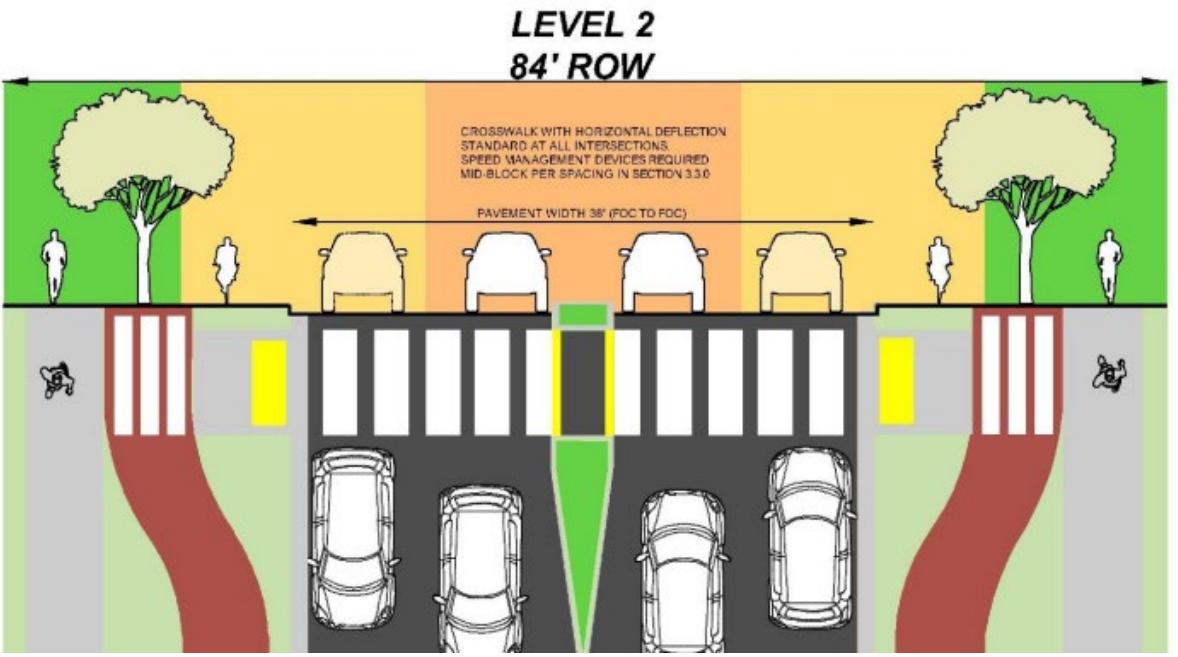 LEVEL 2
84' ROW
CROSSWALK WITH HORIZONTAL DEFLECTION
STANDARD AT ALL INTERSECTIONS.
SPEED MANAGEMENT DEVICES REQUIRED
MID-BLOCK PER SPACING IN SECTION 3.3.0
PAVEMENT WIDTH 38' (FOC TO FOC)